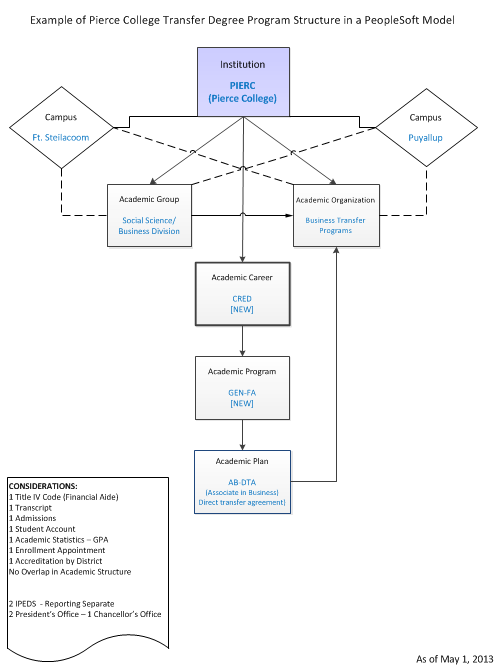 Example of Pierce College Transfer Degree Program Structure in a PeopleSoft Model
Institution
PIERC
(Pierce College)
Campus
Ft. Steilacoom
Campus
Puyallup
Academic Group
Social Science/
Business Division
Academic Organization
Business Transfer
Programs
Academic Career
CRED
[NEW]
Academic Program
GEN-FA
[NEW]
Academic Plan
AB-DTA
(Associate in Business)
Direct transfer agreement)
CONSIDERATIONS:
1 Title IV Code (Financial Aide)
1 Transcript
1 Admissions
1 Student Account
1 Academic Statistics – GPA
1 Enrollment Appointment
1 Accreditation by District
No Overlap in Academic Structure
2 IPEDS - Reporting Separate
2 President's Office – 1 Chancellor's Office
As of May 1, 2013